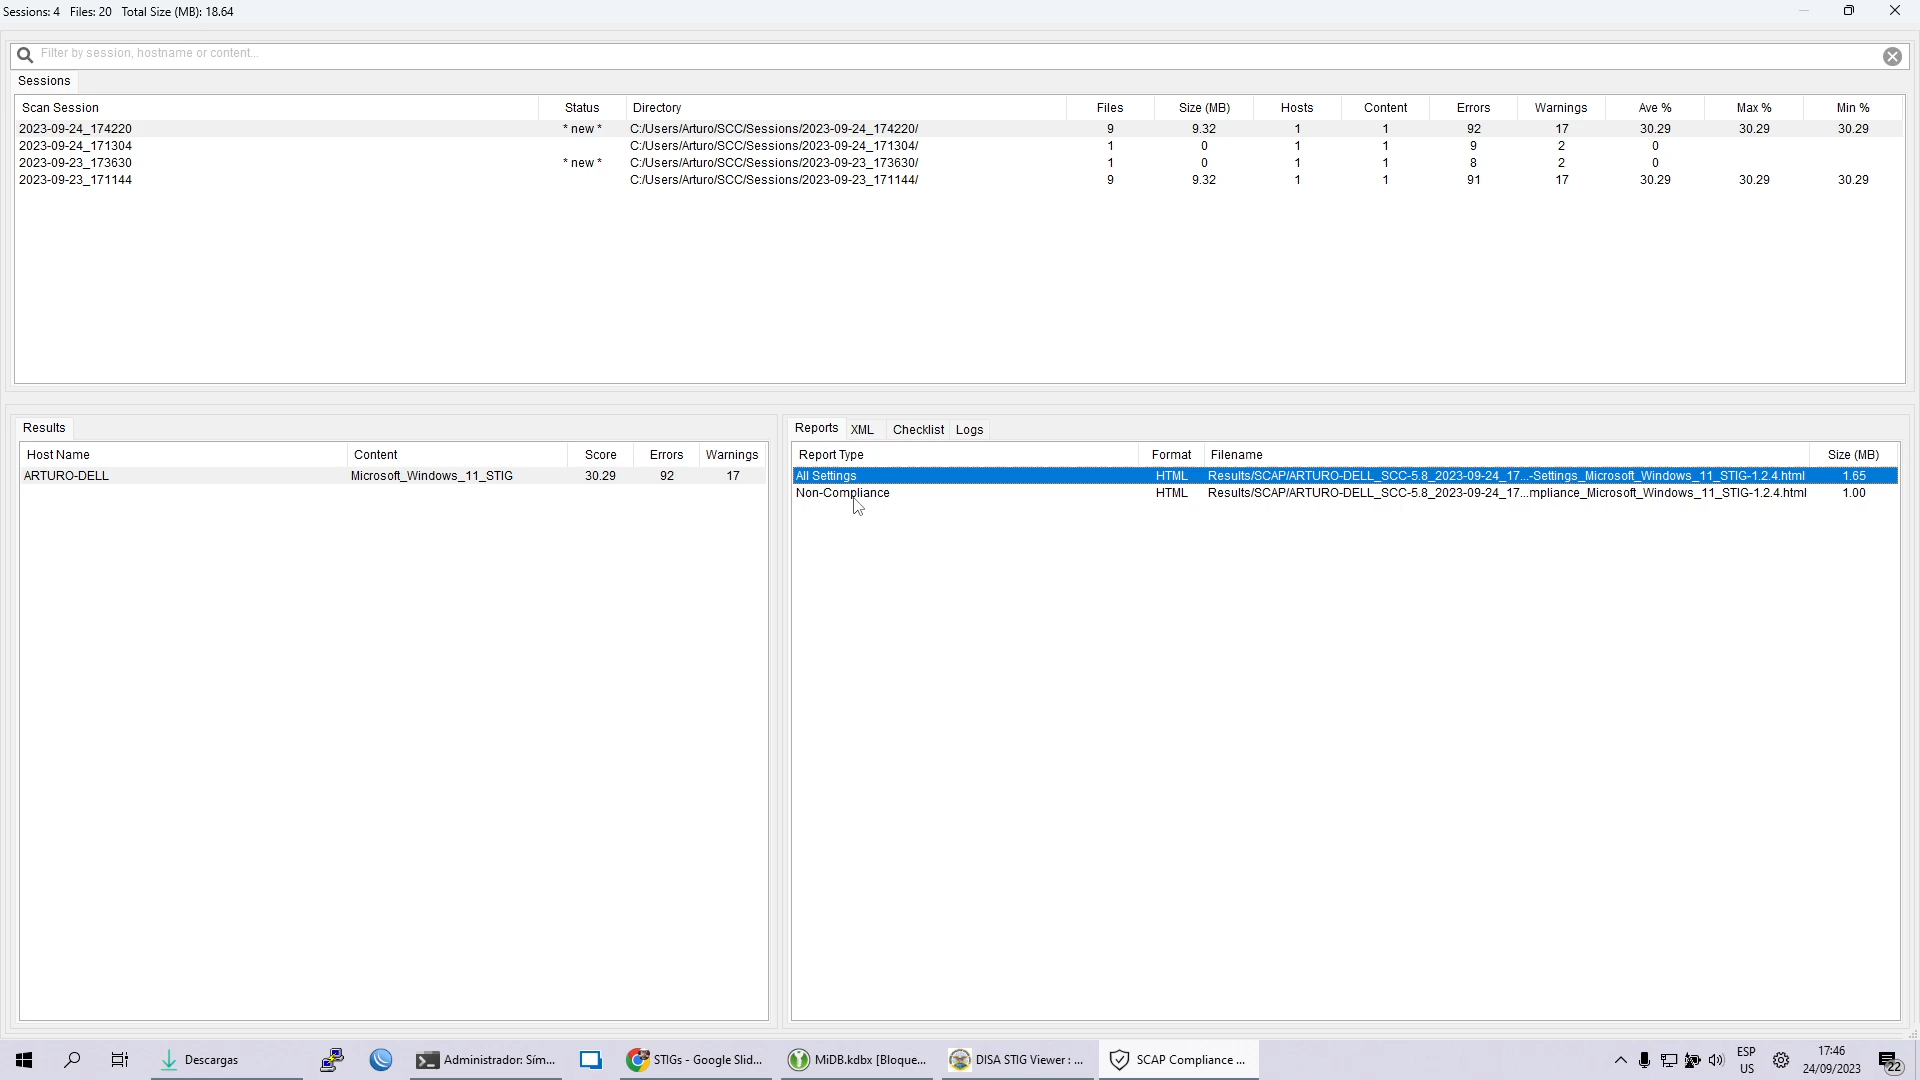 Sessions: 4 Files: 20 Total Size (MB): 18.64
Filter by session, hostname or content...
Sessions
Scan Session Status Directory Files Size (MB) Hosts Content Errors Warnings Ave % Max % Min %
2023-09-24_174220 * new * C:/Users/Arturo/SCC/Sessions/2023-09-24_174220/ 9 9.32 1 1 92 17 30.29 30.29 30.29
2023-09-24_171304 C:/Users/Arturo/SCC/Sessions/2023-09-24_171304/ 1 0 1 1 9 2 0
2023-09-23_173630 * new * C:/Users/Arturo/SCC/Sessions/2023-09-23_173630/ 1 0 1 1 8 2 0
2023-09-23_171144 C:/Users/Arturo/SCC/Sessions/2023-09-23_171144/ 9 9.32 1 1 91 17 30.29 30.29 30.29
Results
Host Name Content Score Errors Warnings
ARTURO-DELL Microsoft_Windows_11_STIG 30.29 92 17
Reports XML Checklist Logs
Report Type Format Filename Size (MB)
All Settings HTML Results/SCAP/ARTURO-DELL_SCC-5.8_2023-09-24_17...-Settings_Microsoft_Windows_11_STIG-1.2.4.html 1.65
Non-Compliance HTML Results/SCAP/ARTURO-DELL_SCC-5.8_2023-09-24_17...mpliance_Microsoft_Windows_11_STIG-1.2.4.html 1.00
Descargas Administrador: Sím... STIGs - Google Slid... MiDB.kdbx [Bloque... DISA STIG Viewer : ... SCAP Compliance ...
ESP
US
17:46
24/09/2023
22